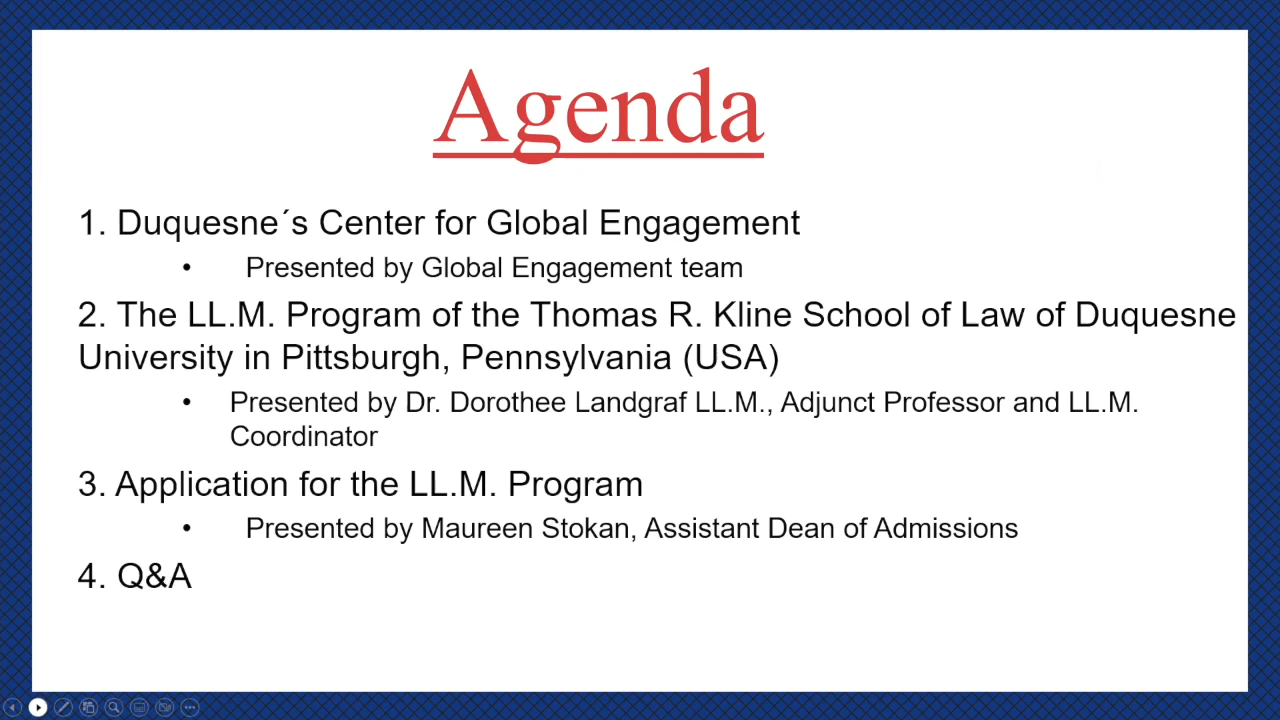 Agenda
1. Duquesne´s Center for Global Engagement
• Presented by Global Engagement team
2. The LL.M. Program of the Thomas R. Kline School of Law of Duquesne
University in Pittsburgh, Pennsylvania (USA)
• Presented by Dr. Dorothee Landgraf LL.M., Adjunct Professor and LL.M.
Coordinator
3. Application for the LL.M. Program
• Presented by Maureen Stokan, Assistant Dean of Admissions
4. Q&A